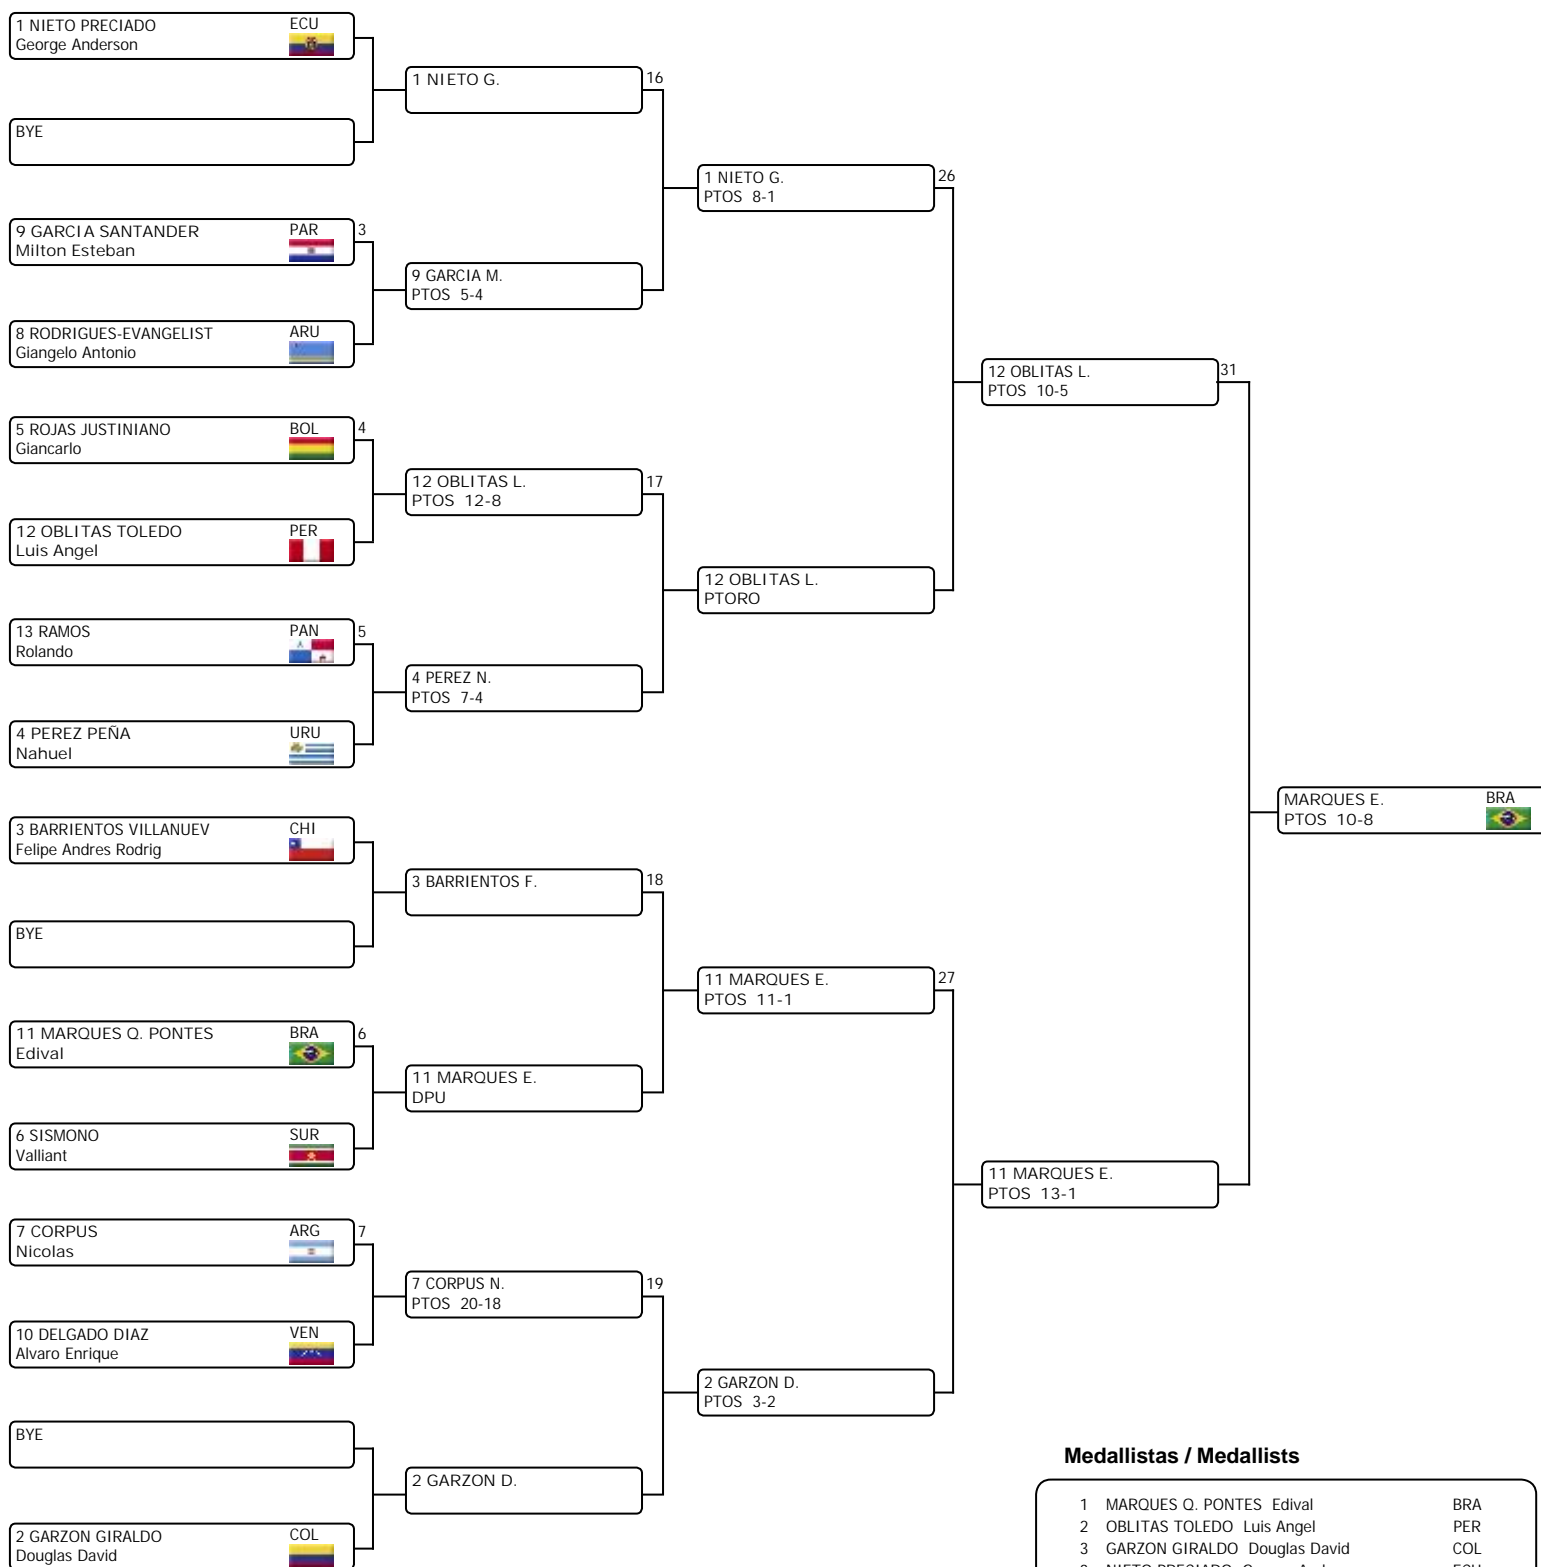 1 NIETO PRECIADO ECU
George Anderson
BYE
9 GARCIA SANTANDER PAR 3
Milton Esteban
8 RODRIGUES-EVANGELIST ARU
Giangelo Antonio
5 ROJAS JUSTINIANO BOL 4
Giancarlo
12 OBLITAS TOLEDO PER
Luis Angel
13 RAMOS PAN 5
Rolando
4 PEREZ PEÑA URU
Nahuel
3 BARRIENTOS VILLANUEV CHI
Felipe Andres Rodrig
BYE
11 MARQUES Q. PONTES BRA 6
Edival
6 SISMONO SUR
Valliant
7 CORPUS ARG 7
Nicolas
10 DELGADO DIAZ VEN
Alvaro Enrique
BYE
2 GARZON GIRALDO COL
Douglas David
1 NIETO G. 16
9 GARCIA M.
PTOS 5-4
12 OBLITAS L. 17
PTOS 12-8
4 PEREZ N.
PTOS 7-4
3 BARRIENTOS F. 18
11 MARQUES E.
DPU
7 CORPUS N. 19
PTOS 20-18
2 GARZON D.
1 NIETO G. 26
PTOS 8-1
12 OBLITAS L.
PTORO
11 MARQUES E. 27
PTOS 11-1
2 GARZON D.
PTOS 3-2
12 OBLITAS L. 31
PTOS 10-5
11 MARQUES E.
PTOS 13-1
MARQUES E. BRA
PTOS 10-8
Medallistas / Medallists
1 MARQUES Q. PONTES Edival BRA
2 OBLITAS TOLEDO Luis Angel PER
3 GARZON GIRALDO Douglas David COL